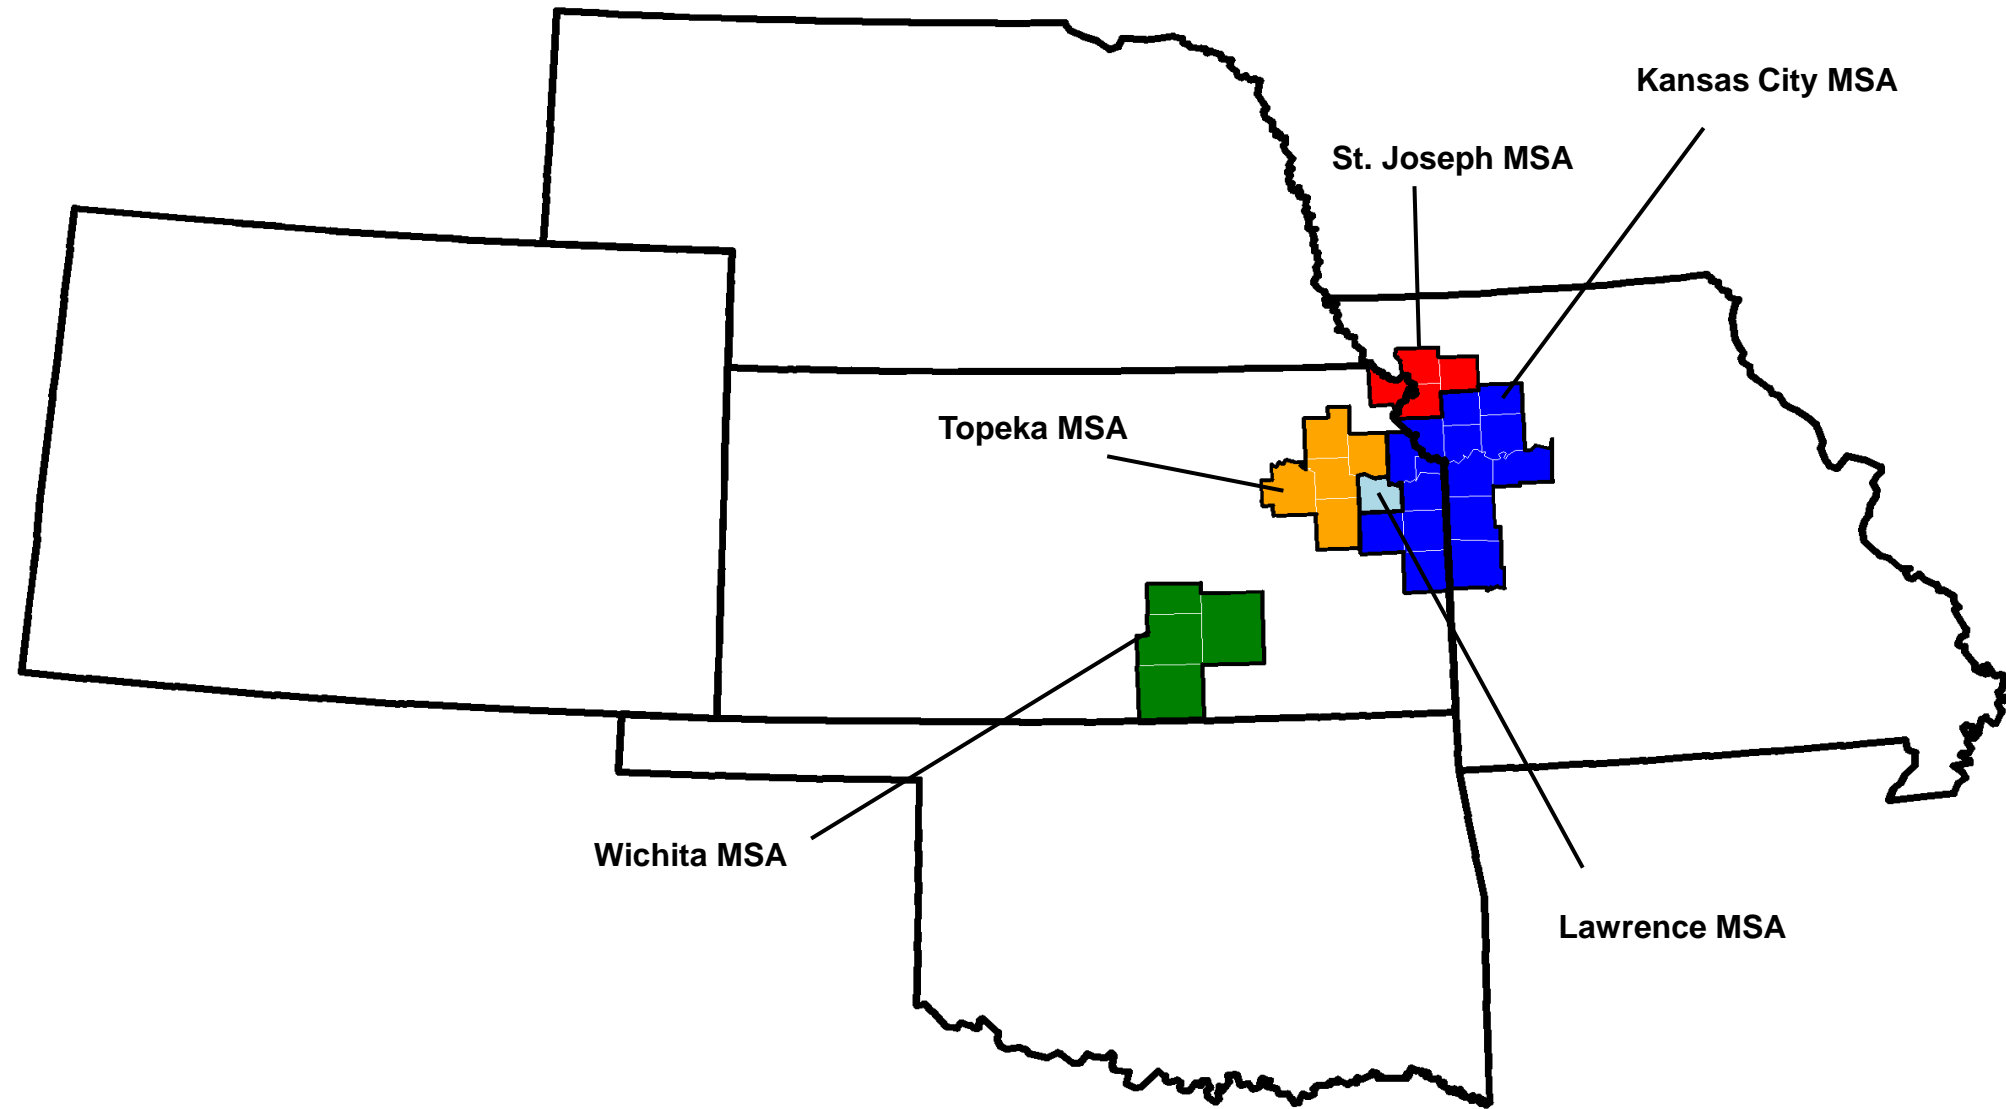 Kansas City MSA
St. Joseph MSA
Topeka MSA
Wichita MSA
Lawrence MSA